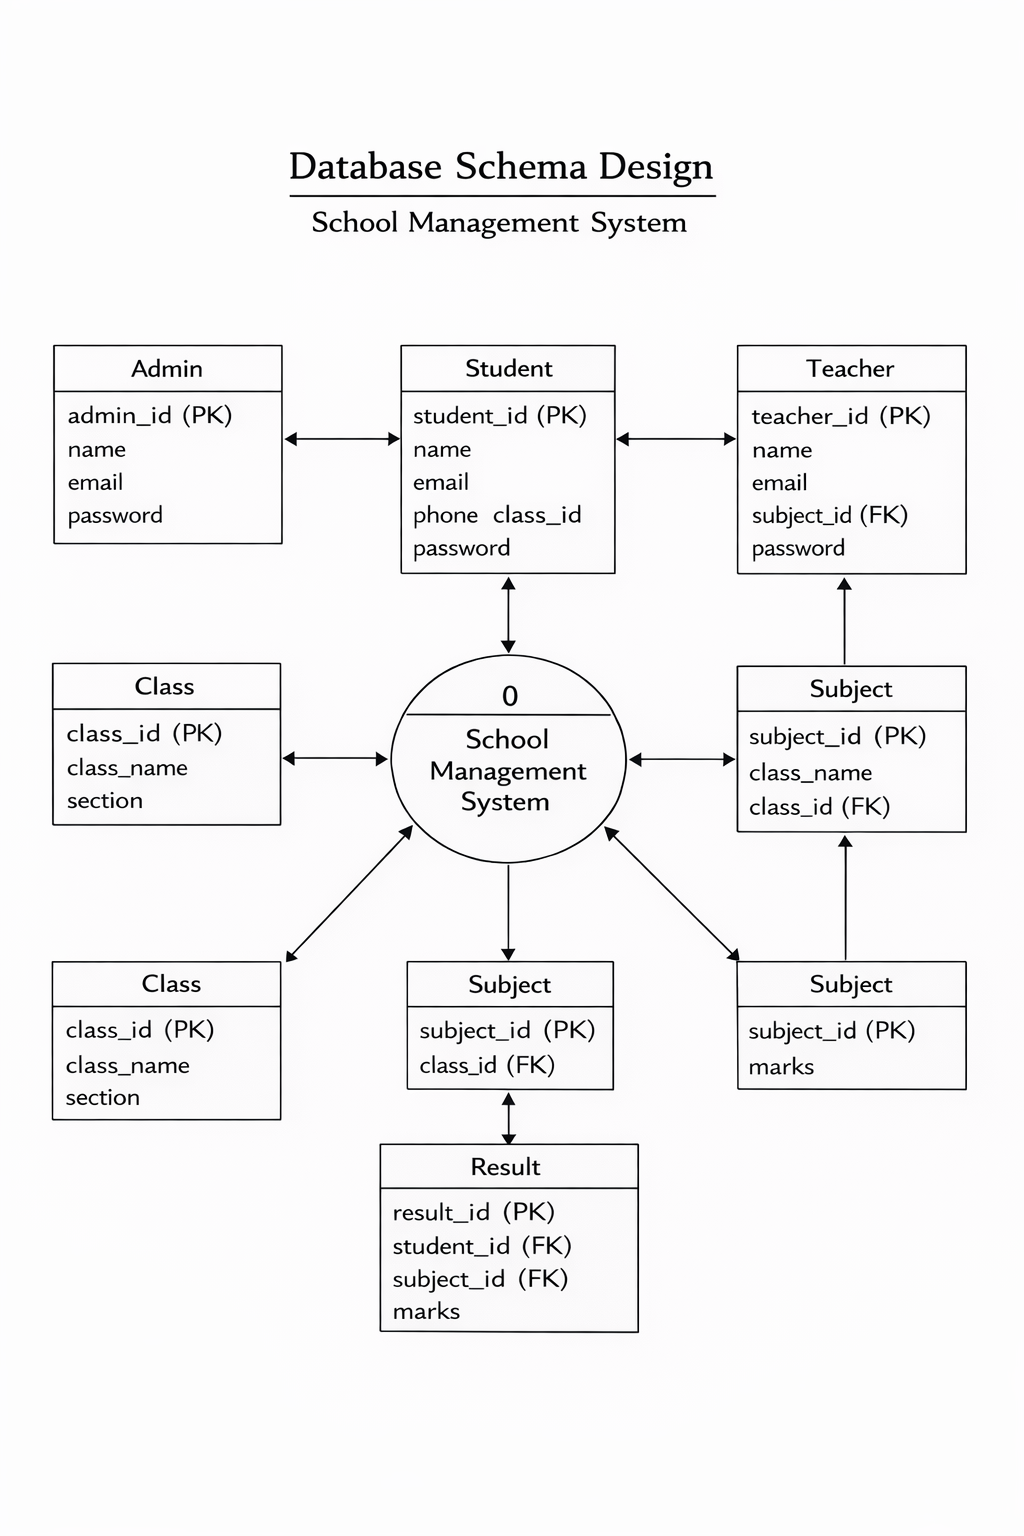 Database Schema Design
School Management System
Admin
admin_id (PK)
name
email
password
Student
student_id (PK)
name
email
phone class_id
password
Teacher
teacher_id (PK)
name
email
subject_id (FK)
password
Class
class_id (PK)
class_name
section
0
School
Management
System
Subject
subject_id (PK)
class_name
class_id (FK)
Class
class_id (PK)
class_name
section
Subject
subject_id (PK)
class_id (FK)
Subject
subject_id (PK)
marks
Result
result_id (PK)
student_id (FK)
subject_id (FK)
marks